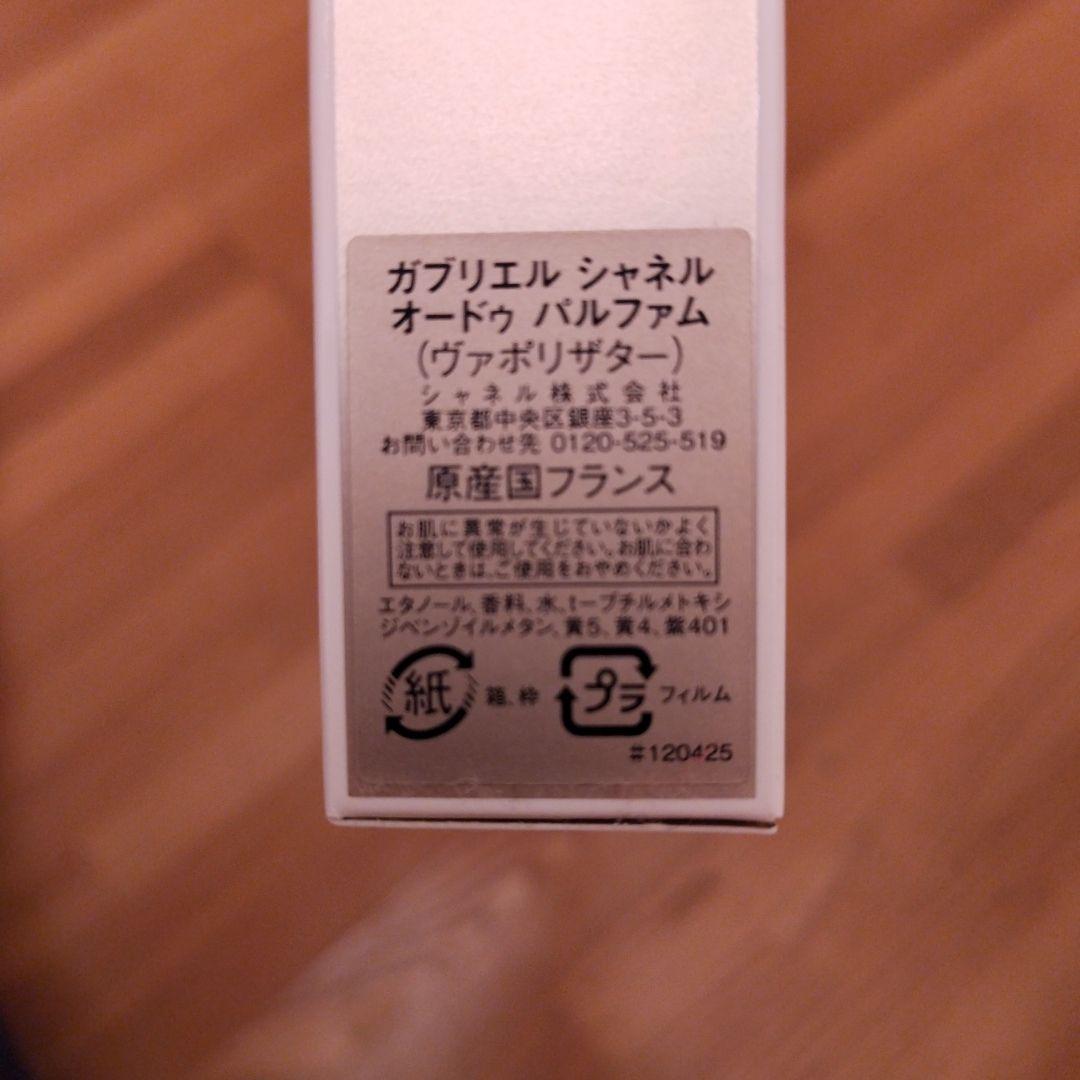 ガブリエル シャネル
オードゥ パルファム
(ヴァポリザター)
シャネル株式会社
東京都中央区銀座3-5-3
お問い合わせ先 0120-525-519
原産国フランス
お肌に異常が生じていないかよく
注意して使用してください。お肌に合わ
ないときは、ご使用をおやめください。
エタノール、香料、水、t-ブチルメトキシ
ジベンゾイルメタン、黄5、黄4、紫401
紙 箱、枠 プラ フィルム
#120425